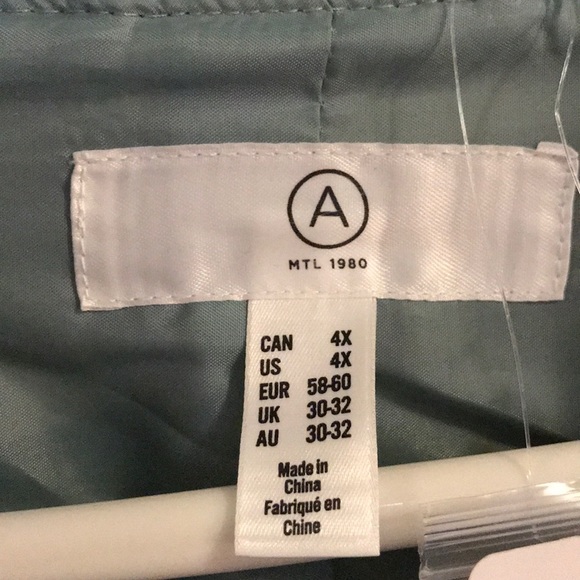 A
MTL 1980
CAN 4X
US 4X
EUR 58-60
UK 30-32
AU 30-32
Made in
China
Fabriqué en
Chine